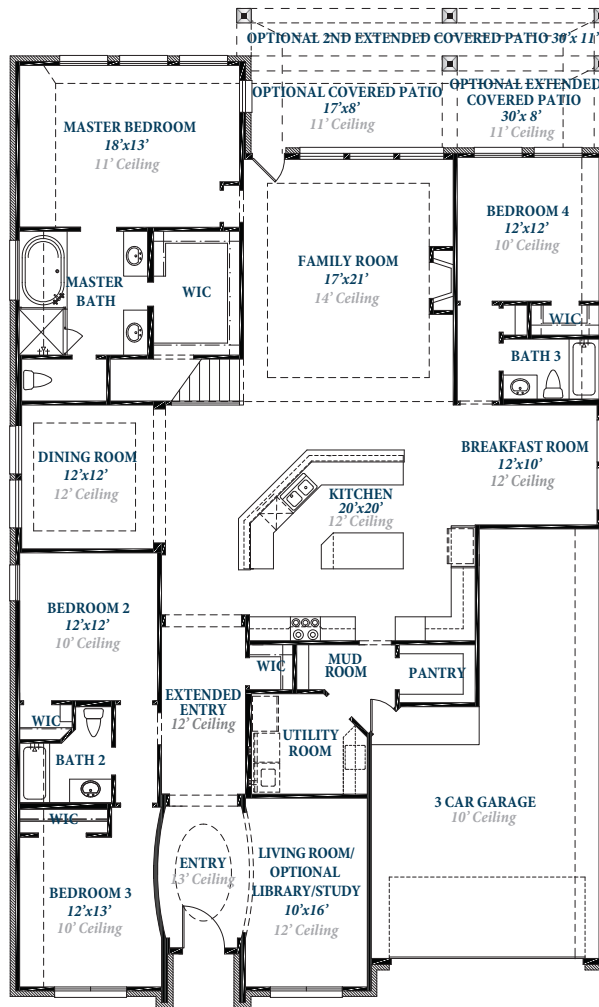 OPTIONAL 2ND EXTENDED COVERED PATIO 30'x 11'
OPTIONAL COVERED PATIO
17'x8'
11' Ceiling
OPTIONAL EXTENDED
COVERED PATIO
30'x 8'
11' Ceiling
MASTER BEDROOM
18'x13'
11' Ceiling
BEDROOM 4
12'x12'
10' Ceiling
FAMILY ROOM
17'x21'
14' Ceiling
MASTER
BATH
WIC
WIC
BATH 3
DINING ROOM
12'x12'
12' Ceiling
BREAKFAST ROOM
12'x10'
12' Ceiling
KITCHEN
20'x20'
12' Ceiling
BEDROOM 2
12'x12'
10' Ceiling
WIC
MUD
ROOM
PANTRY
EXTENDED
ENTRY
12' Ceiling
WIC
UTILITY
ROOM
BATH 2
3 CAR GARAGE
10' Ceiling
WIC
ENTRY
13' Ceiling
LIVING ROOM/
OPTIONAL
LIBRARY/STUDY
10'x16'
12' Ceiling
BEDROOM 3
12'x13'
10' Ceiling